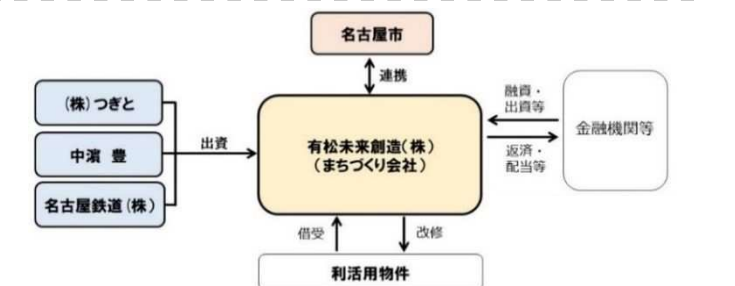 名古屋市
連携
(株)つぎと
中濵 豊
名古屋鉄道(株)
出資
有松未来創造(株)
(まちづくり会社)
融資・
出資等
返済・
配当等
金融機関等
借受
改修
利活用物件